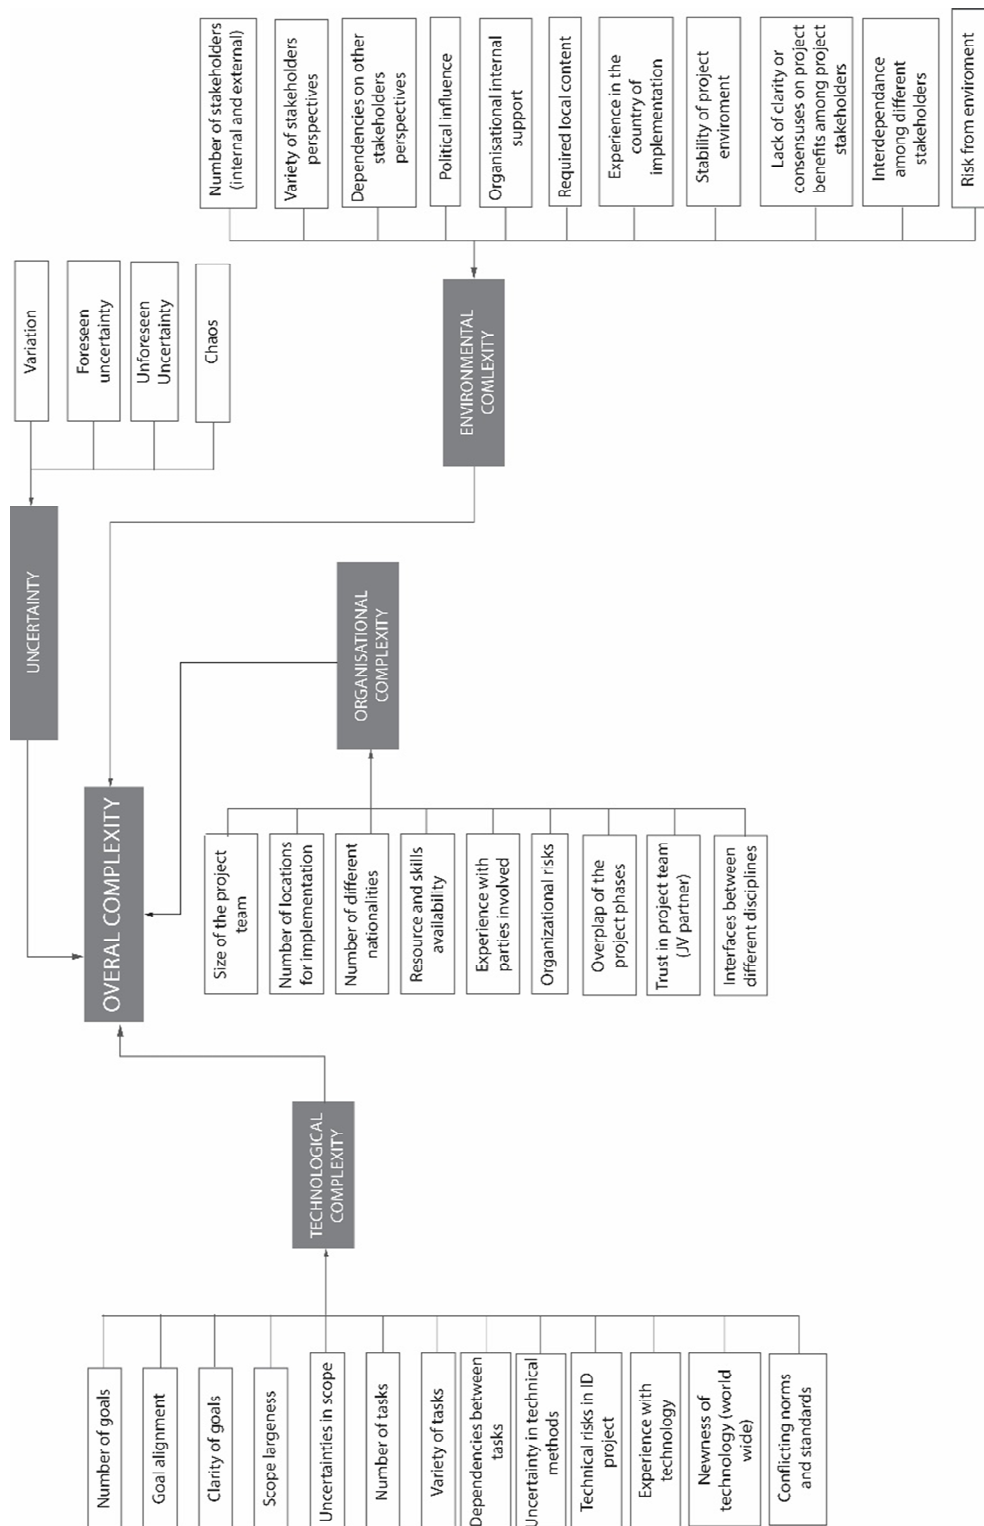 OVERAL COMPLEXITY
TECHNOLOGICAL
COMPLEXITY
Number of goals
Goal alignment
Clarity of goals
Scope largeness
Uncertainties in scope
Number of tasks
Variety of tasks
Dependencies between
tasks
Uncertainty in technical
methods
Technical risks in ID
project
Experience with
technology
Newness of
technology (world
wide)
Conflicting norms
and standards
ORGANISATIONAL
COMPLEXITY
Size of the project
team
Number of locations
for implementation
Number of different
nationalities
Resource and skills
availability
Experience with
parties involved
Organizational risks
Overplap of the
project phases
Trust in project team
(JV partner)
Interfaces between
different disciplines
UNCERTAINTY
Variation
Foreseen
uncertainty
Unforeseen
Uncertainty
Chaos
ENVIRONMENTAL
COMLEXITY
Number of stakeholders
(internal and external)
Variety of stakeholders
perspectives
Dependencies on other
stakeholders
perspectives
Political influence
Organisational internal
support
Required local content
Experience in the
country of
implementation
Stability of project
enviroment
Lack of clarity or
consensuses on project
benefits among project
stakeholders
Interdependance
among different
stakeholders
Risk from enviroment